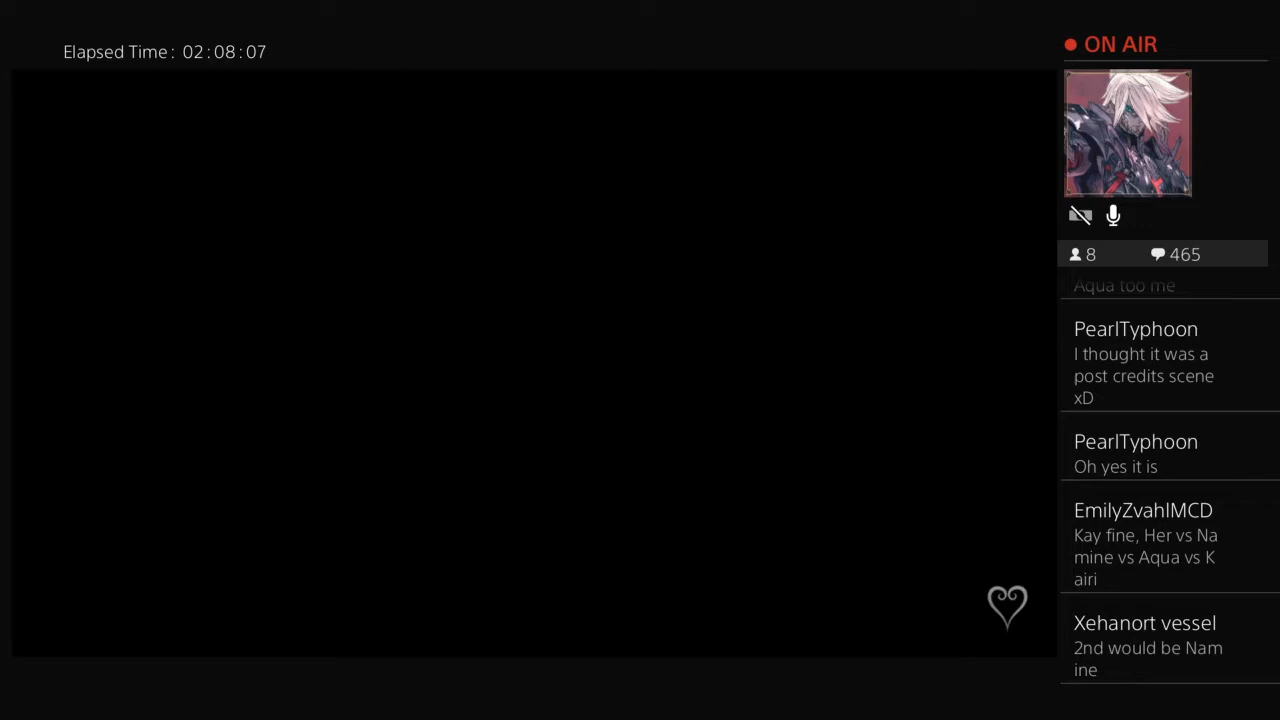 Elapsed Time: 02:08:07
ON AIR
8 465
Aqua too me
PearlTyphoon
I thought it was a
post credits scene
xD
PearlTyphoon
Oh yes it is
EmilyZvahlMCD
Kay fine, Her vs Na
mine vs Aqua vs K
airi
Xehanort vessel
2nd would be Nam
ine